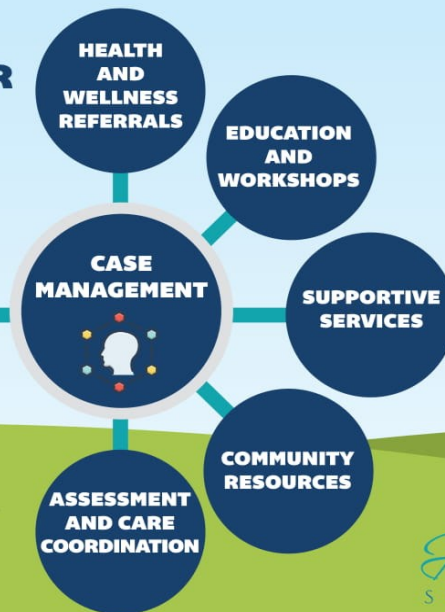 R
HEALTH
AND
WELLNESS
REFERRALS
EDUCATION
AND
WORKSHOPS
CASE
MANAGEMENT
SUPPORTIVE
SERVICES
COMMUNITY
RESOURCES
ASSESSMENT
AND CARE
COORDINATION
S